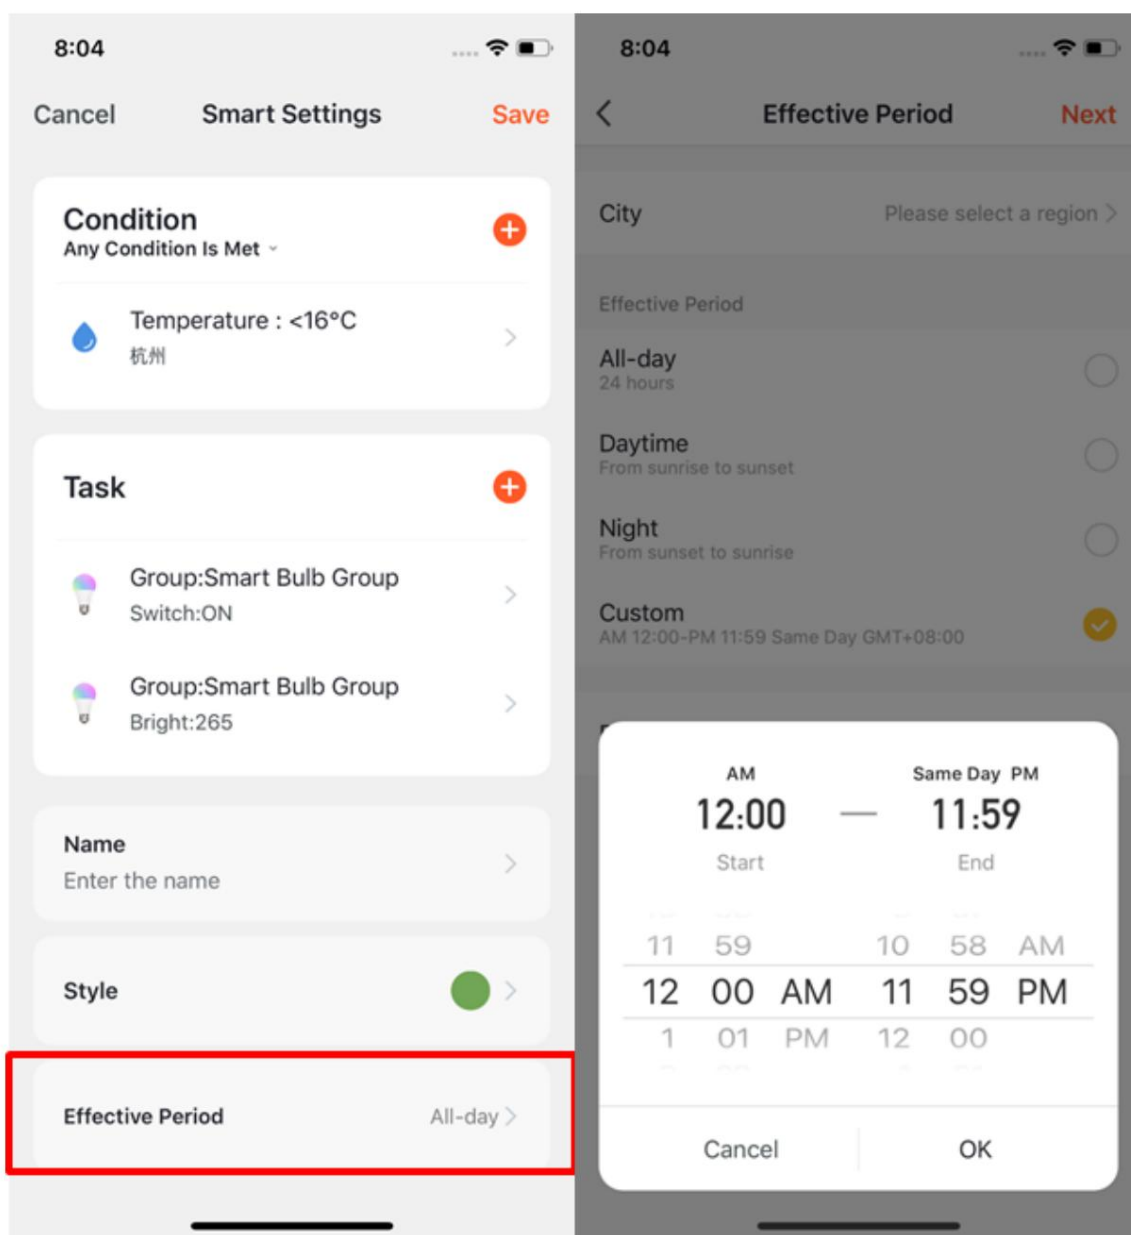 8:04
Cancel
Smart Settings
Save
Condition
Any Condition Is Met
Temperature : <16°C
杭州
Task
Group:Smart Bulb Group
Switch:ON
Group:Smart Bulb Group
Bright:265
Name
Enter the name
Style
Effective Period
All-day
8:04
Effective Period
Next
City
Please select a region
Effective Period
All-day
24 hours
Daytime
From sunrise to sunset
Night
From sunset to sunrise
Custom
AM 12:00-PM 11:59 Same Day GMT+08:00
AM
Same Day PM
12:00 — 11:59
Start
End
11 59 10 58 AM
12 00 AM 11 59 PM
1 01 PM 12 00
Cancel
OK